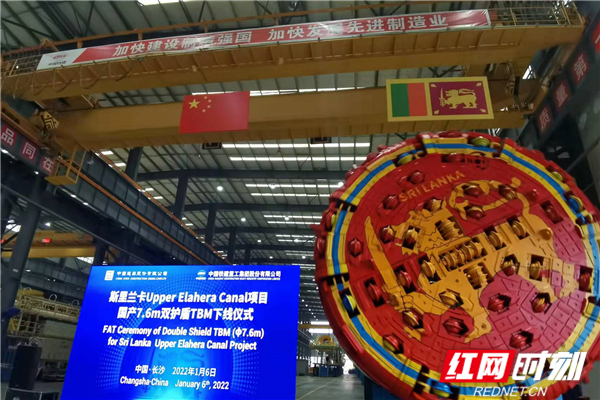 加快建设制造强国 加快发展先进制造业
SRI LANKA
中国铁建重工集团股份有限公司
斯里兰卡Upper Elahera Canal项目
国产7.6m双护盾TBM下线仪式
FAT Ceremony of Double Shield TBM (Φ7.6m)
for Sri Lanka Upper Elahera Canal Project
中国·长沙 2022年1月6日
Changsha·China January 6th, 2022
红网时刻
REDNET.CN